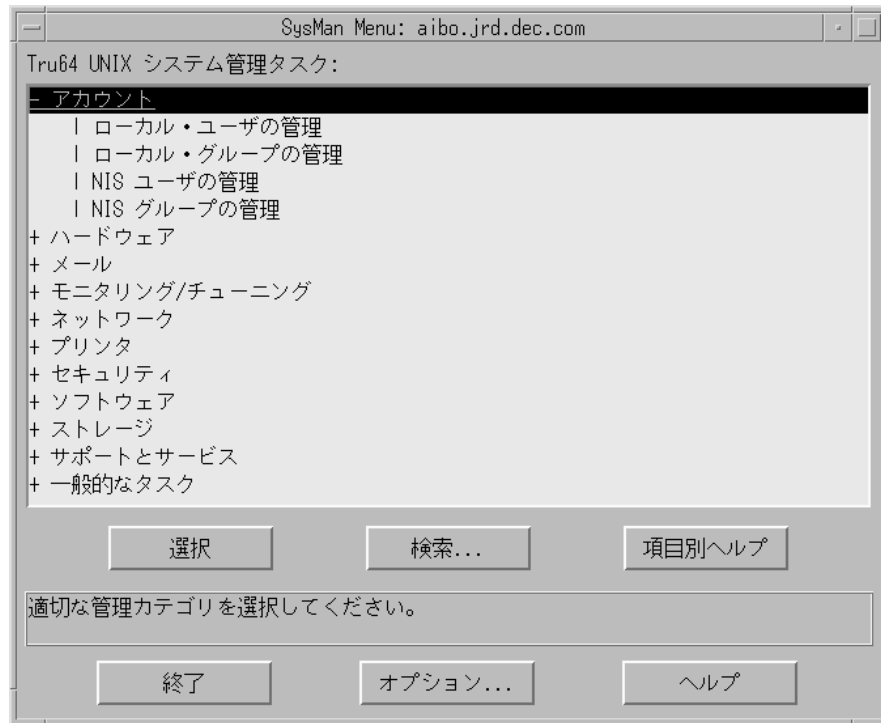 SysMan Menu: aibo.jrd.dec.com
Tru64 UNIX システム管理タスク:
- アカウント
| ローカル・ユーザの管理
| ローカル・グループの管理
| NIS ユーザの管理
| NIS グループの管理
+ ハードウェア
+ メール
+ モニタリング/チューニング
+ ネットワーク
+ プリンタ
+ セキュリティ
+ ソフトウェア
+ ストレージ
+ サポートとサービス
+ 一般的なタスク
選択 検索... 項目別ヘルプ
適切な管理カテゴリを選択してください。
終了 オプション... ヘルプ